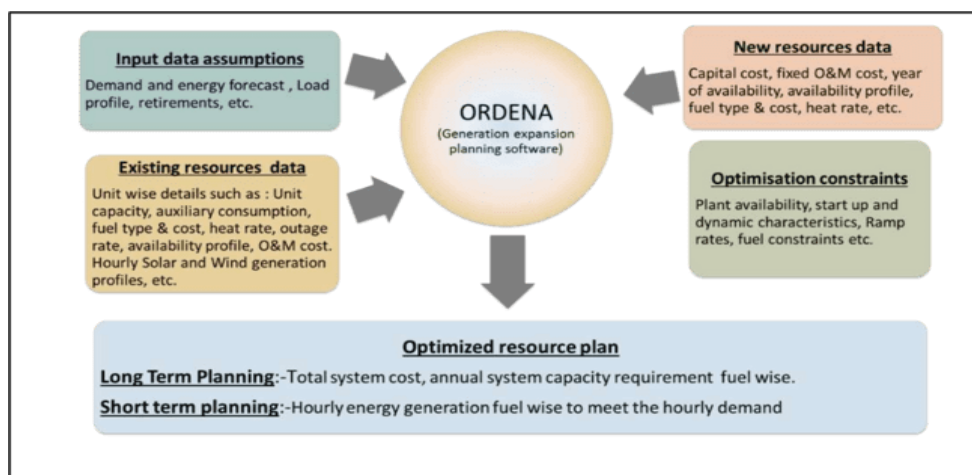 Input data assumptions
Demand and energy forecast , Load
profile, retirements, etc.
Existing resources data
Unit wise details such as : Unit
capacity, auxiliary consumption,
fuel type & cost, heat rate, outage
rate, availability profile, O&M cost.
Hourly Solar and Wind generation
profiles, etc.
ORDENA
(Generation expansion
planning software)
New resources data
Capital cost, fixed O&M cost, year
of availability, availability profile,
fuel type & cost, heat rate, etc.
Optimisation constraints
Plant availability, start up and
dynamic characteristics, Ramp
rates, fuel constraints etc.
Optimized resource plan
Long Term Planning:-Total system cost, annual system capacity requirement fuel wise.
Short term planning:-Hourly energy generation fuel wise to meet the hourly demand